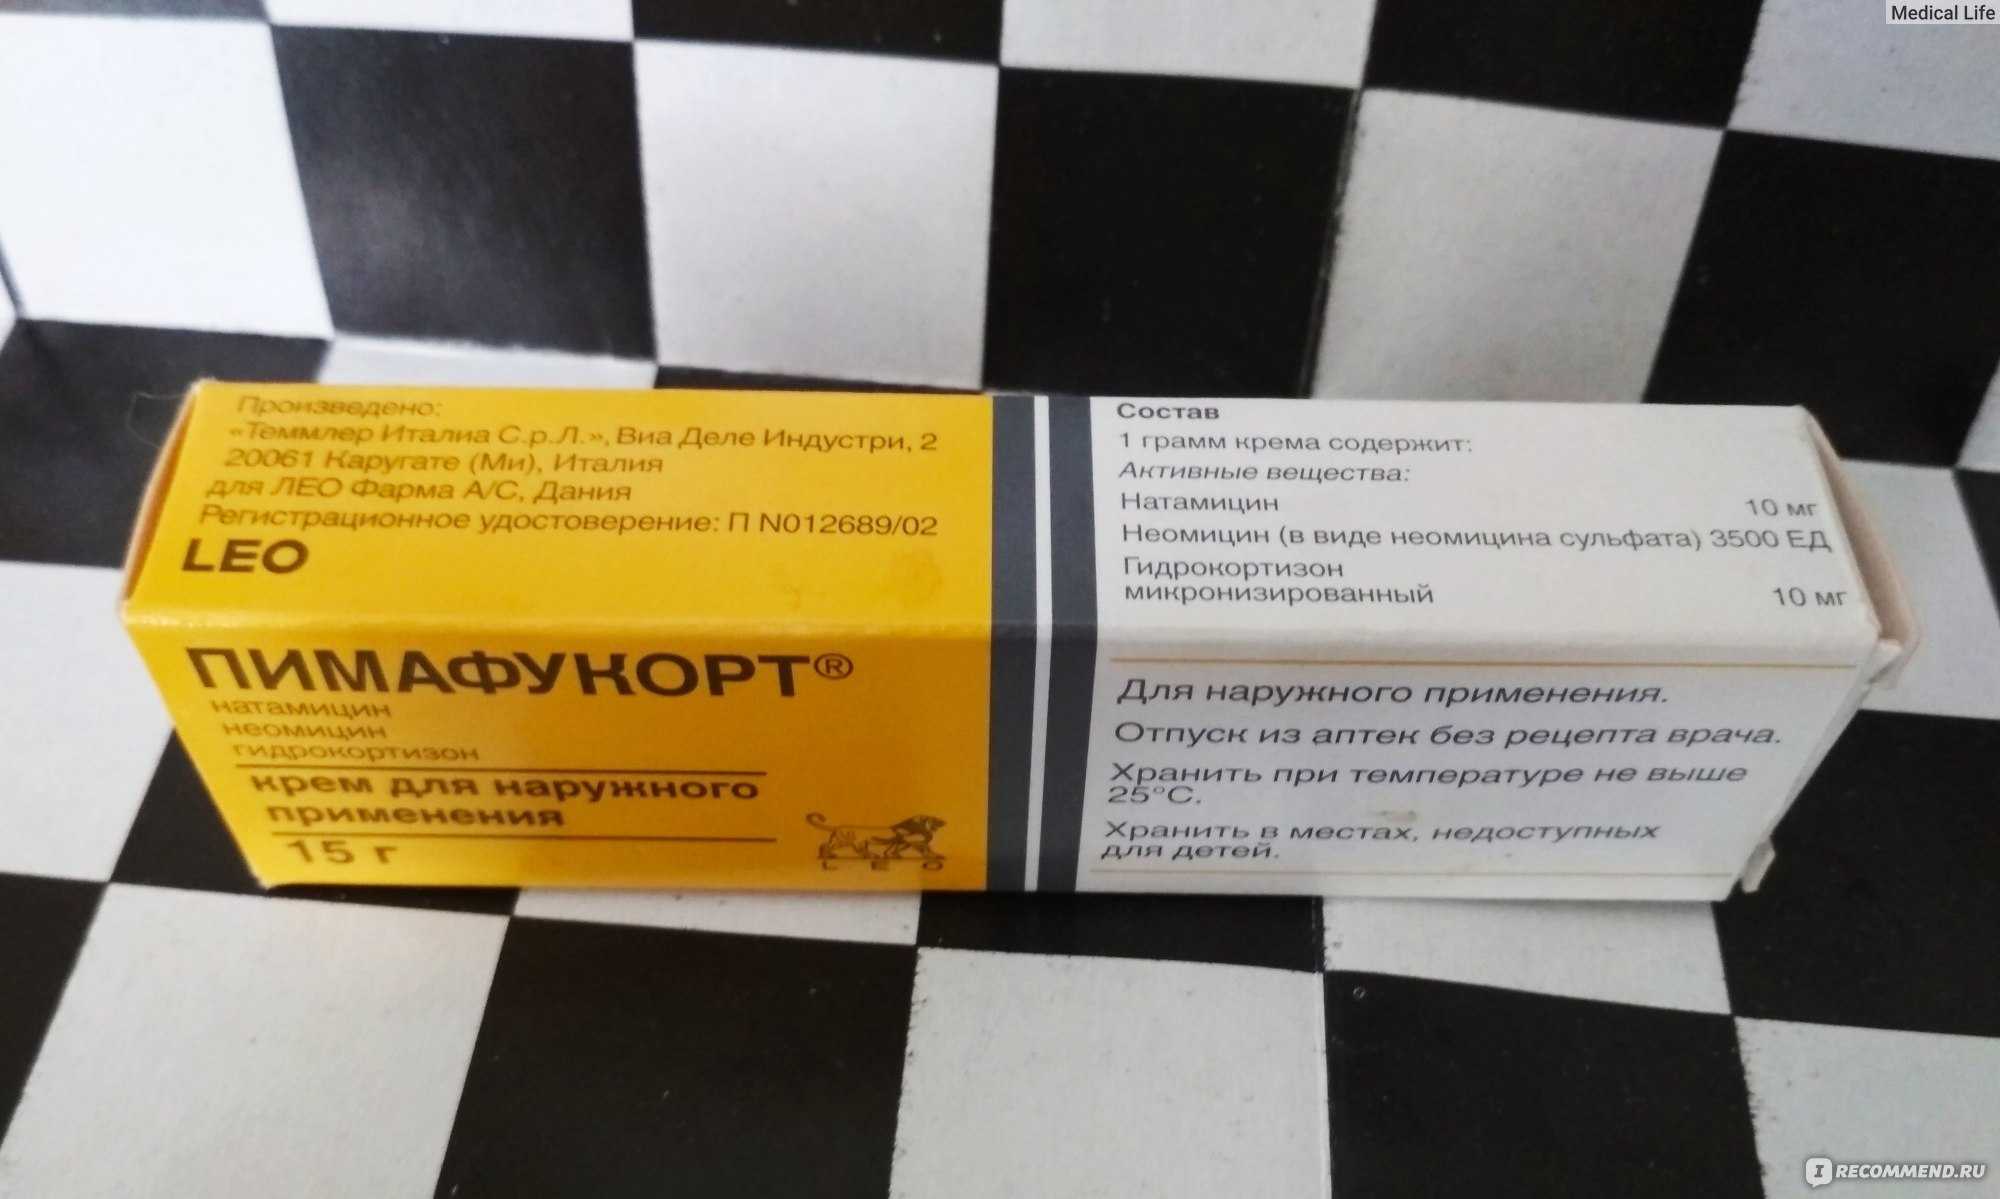 Medical Life
Произведено:
«Теммлер Италиа С.р.Л.», Виа Деле Индустри, 2
20061 Каругате (Ми), Италия
для ЛЕО Фарма А/С, Дания
Регистрационное удостоверение: П N012689/02
LEO
ПИМАФУКОРТ®
натамицин
неомицин
гидрокортизон
крем для наружного
применения
15 г
LEO
Состав
1 грамм крема содержит:
Активные вещества:
Натамицин 10 мг
Неомицин (в виде неомицина сульфата) 3500 ЕД
Гидрокортизон
микронизированный 10 мг
Для наружного применения.
Отпуск из аптек без рецепта врача.
Хранить при температуре не выше
25°C.
Хранить в местах, недоступных
для детей.
IRECOMMEND.RU